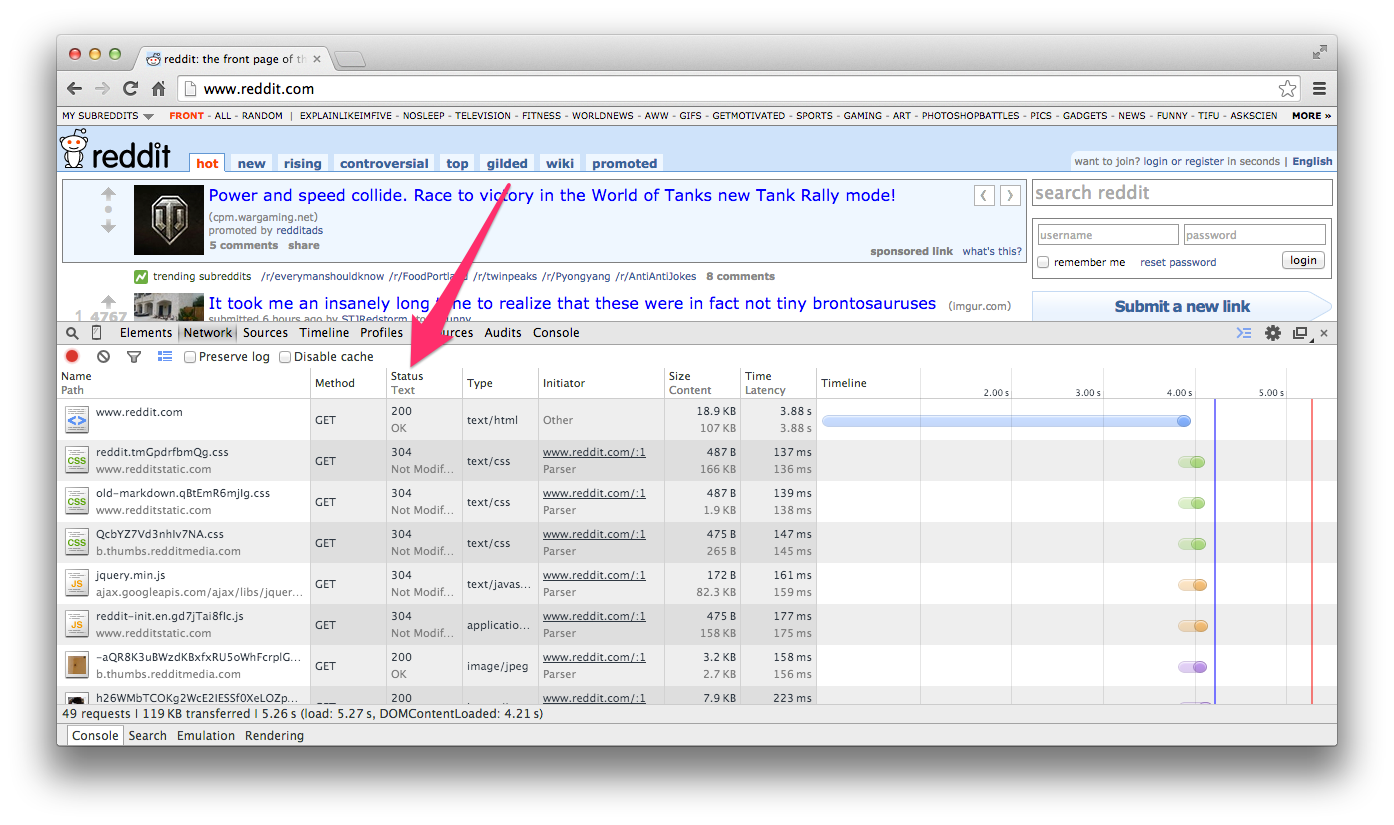 reddit: the front page of th
www.reddit.com
MY SUBREDDITS FRONT - ALL - RANDOM | EXPLAINLIKEIMFIVE - NOSLEEP - TELEVISION - FITNESS - WORLDNEWS - AWW - GIFS - GETMOTIVATED - SPORTS - GAMING - ART - PHOTOSHOPBATTLES - PICS - GADGETS - NEWS - FUNNY - TIFU - ASKSCIEN MORE »
reddit hot new rising controversial top gilded wiki promoted
want to join? login or register in seconds | English
Power and speed collide. Race to victory in the World of Tanks new Tank Rally mode!
(cpm.wargaming.net)
promoted by redditads
5 comments share
sponsored link what's this?
search reddit
username password
remember me reset password login
trending subreddits /r/everymanshouldknow /r/FoodPortland /r/twinpeaks /r/Pyongyang /r/AntiAntiJokes 8 comments
1 4767 It took me an insanely long time to realize that these were in fact not tiny brontosauruses (imgur.com)
submitted 6 hours ago by STJRedstorm
Submit a new link
Elements Network Sources Timeline Profiles Audits Console
Preserve log Disable cache
Name Method Status Type Initiator Size Time Timeline
Path Text Content Latency 2.00 s 3.00 s 4.00 s 5.00 s
www.reddit.com GET 200 text/html Other 18.9 KB 3.88 s
OK 107 KB 3.88 s
CSS reddit.tmGpdrfbmQg.css GET 304 text/css www.reddit.com/:1 487 B 137 ms
www.redditstatic.com Not Modif... Parser 166 KB 136 ms
CSS old-markdown.qBtEmR6mjIg.css GET 304 text/css www.reddit.com/:1 487 B 139 ms
www.redditstatic.com Not Modif... Parser 1.9 KB 138 ms
CSS QcbYZ7Vd3nhIv7NA.css GET 304 text/css www.reddit.com/:1 475 B 147 ms
b.thumbs.redditmedia.com Not Modif... Parser 265 B 145 ms
JS jquery.min.js GET 304 text/javas... www.reddit.com/:1 172 B 161 ms
ajax.googleapis.com/ajax/libs/jquer... Not Modif... Parser 82.3 KB 159 ms
JS reddit-init.en.gd7jTai8flc.js GET 304 applicatio... www.reddit.com/:1 475 B 177 ms
www.redditstatic.com Not Modif... Parser 158 KB 175 ms
-aQR8K3uBWzdKBxfxRU5oWhFcrplG... GET 200 image/jpeg www.reddit.com/:1 3.2 KB 158 ms
b.thumbs.redditmedia.com OK Parser 2.7 KB 156 ms
h26WMbTCOKg2WcE2IESSf0XeLOZp... 200 www.reddit.com/:1 7.9 KB 223 ms
49 requests | 119 KB transferred | 5.26 s (load: 5.27 s, DOMContentLoaded: 4.21 s)
Console Search Emulation Rendering